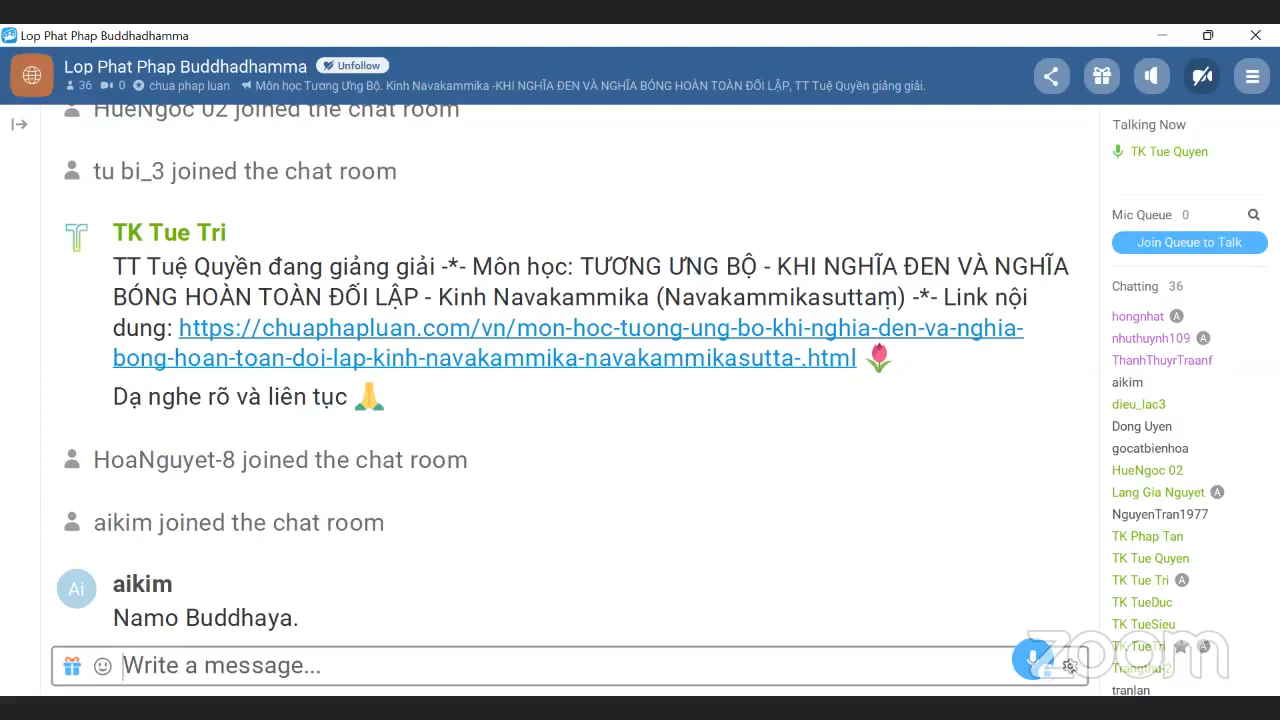 Lop Phat Phap Buddhadhamma
Lop Phat Phap Buddhadhamma Unfollow
36 0 chua phap luan Môn học Tương Ưng Bộ. Kinh Navakammika -KHI NGHĨA ĐEN VÀ NGHĨA BÓNG HOÀN TOÀN ĐỐI LẬP, TT Tuệ Quyền giảng giải.
HueNgoc 02 joined the chat room
tu bi_3 joined the chat room
TK Tue Tri
TT Tuệ Quyền đang giảng giải -*- Môn học: TƯƠNG ƯNG BỘ - KHI NGHĨA ĐEN VÀ NGHĨA
BÓNG HOÀN TOÀN ĐỐI LẬP - Kinh Navakammika (Navakammikasuttaṃ) -*- Link nội
dung: https://chuaphapluan.com/vn/mon-hoc-tuong-ung-bo-khi-nghia-den-va-nghia-
bong-hoan-toan-doi-lap-kinh-navakammika-navakammikasutta-.html
Dạ nghe rõ và liên tục
HoaNguyet-8 joined the chat room
aikim joined the chat room
Ai
aikim
Namo Buddhaya.
Write a message...
Talking Now
TK Tue Quyen
Mic Queue 0
Join Queue to Talk
Chatting 36
hongnhat A
nhuthuynh109 A
ThanhThuyrTraanf
aikim
dieu_lac3
Dong Uyen
gocatbienhoa
HueNgoc 02
Lang Gia Nguyet A
NguyenTran1977
TK Phap Tan
TK Tue Quyen
TK Tue Tri A
TK TueDuc
TK TueSieu
TK TueTri A
Trangthu-2
tranlan
zoom